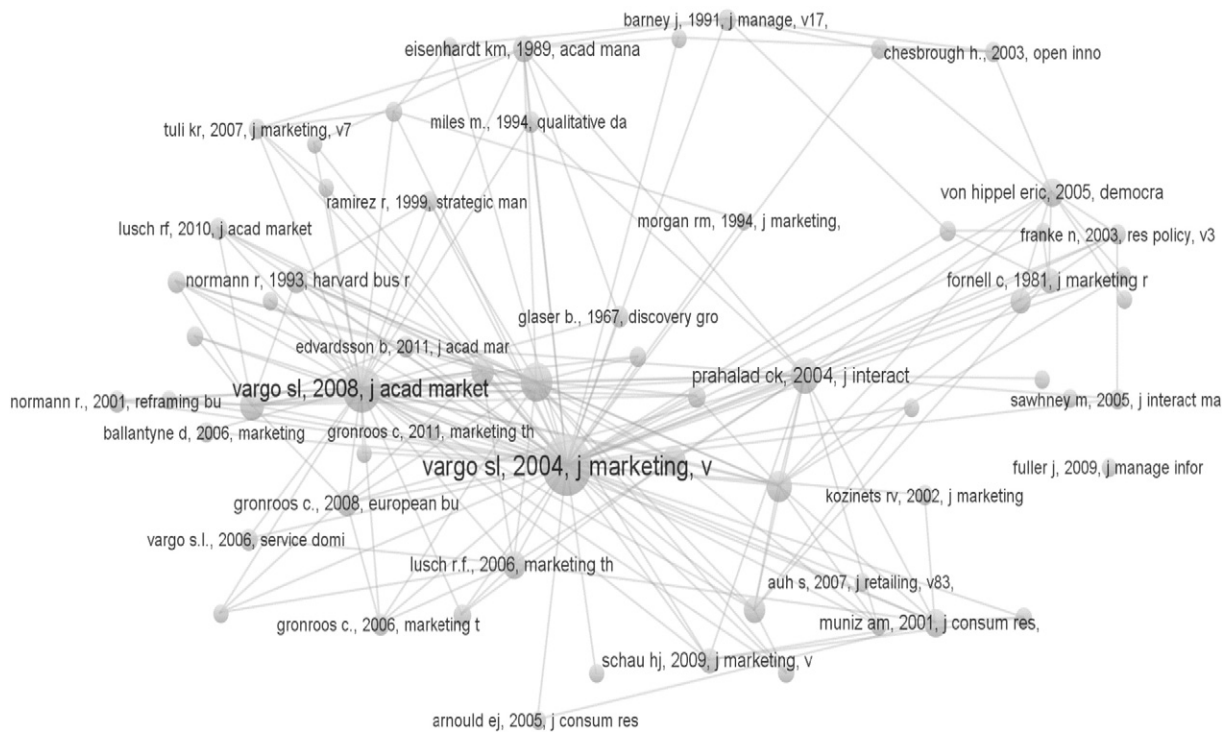 barney j, 1991, j manage, v17,
eisenhardt km, 1989, acad mana
chesbrough h., 2003, open inno
miles m., 1994, qualitative da
tuli kr, 2007, j marketing, v7
von hippel eric, 2005, democra
ramirez r, 1999, strategic man
morgan rm, 1994, j marketing,
lusch rf, 2010, j acad market
franke n, 2003, res policy, v3
normann r, 1993, harvard bus r
fornell c, 1981, j marketing r
glaser b., 1967, discovery gro
edvardsson b, 2011, j acad mar
prahalad ck, 2004, j interact
vargo sl, 2008, j acad market
normann r., 2001, reframing bu
sawhney m, 2005, j interact ma
ballantyne d, 2006, marketing
gronroos c, 2011, marketing th
vargo sl, 2004, j marketing, v
fuller j, 2009, j manage infor
kozinets rv, 2002, j marketing
gronroos c., 2008, european bu
vargo s.l., 2006, service domi
lusch r.f., 2006, marketing th
auh s, 2007, j retailing, v83,
gronroos c., 2006, marketing t
muniz am, 2001, j consum res,
schau hj, 2009, j marketing, v
arnould ej, 2005, j consum res